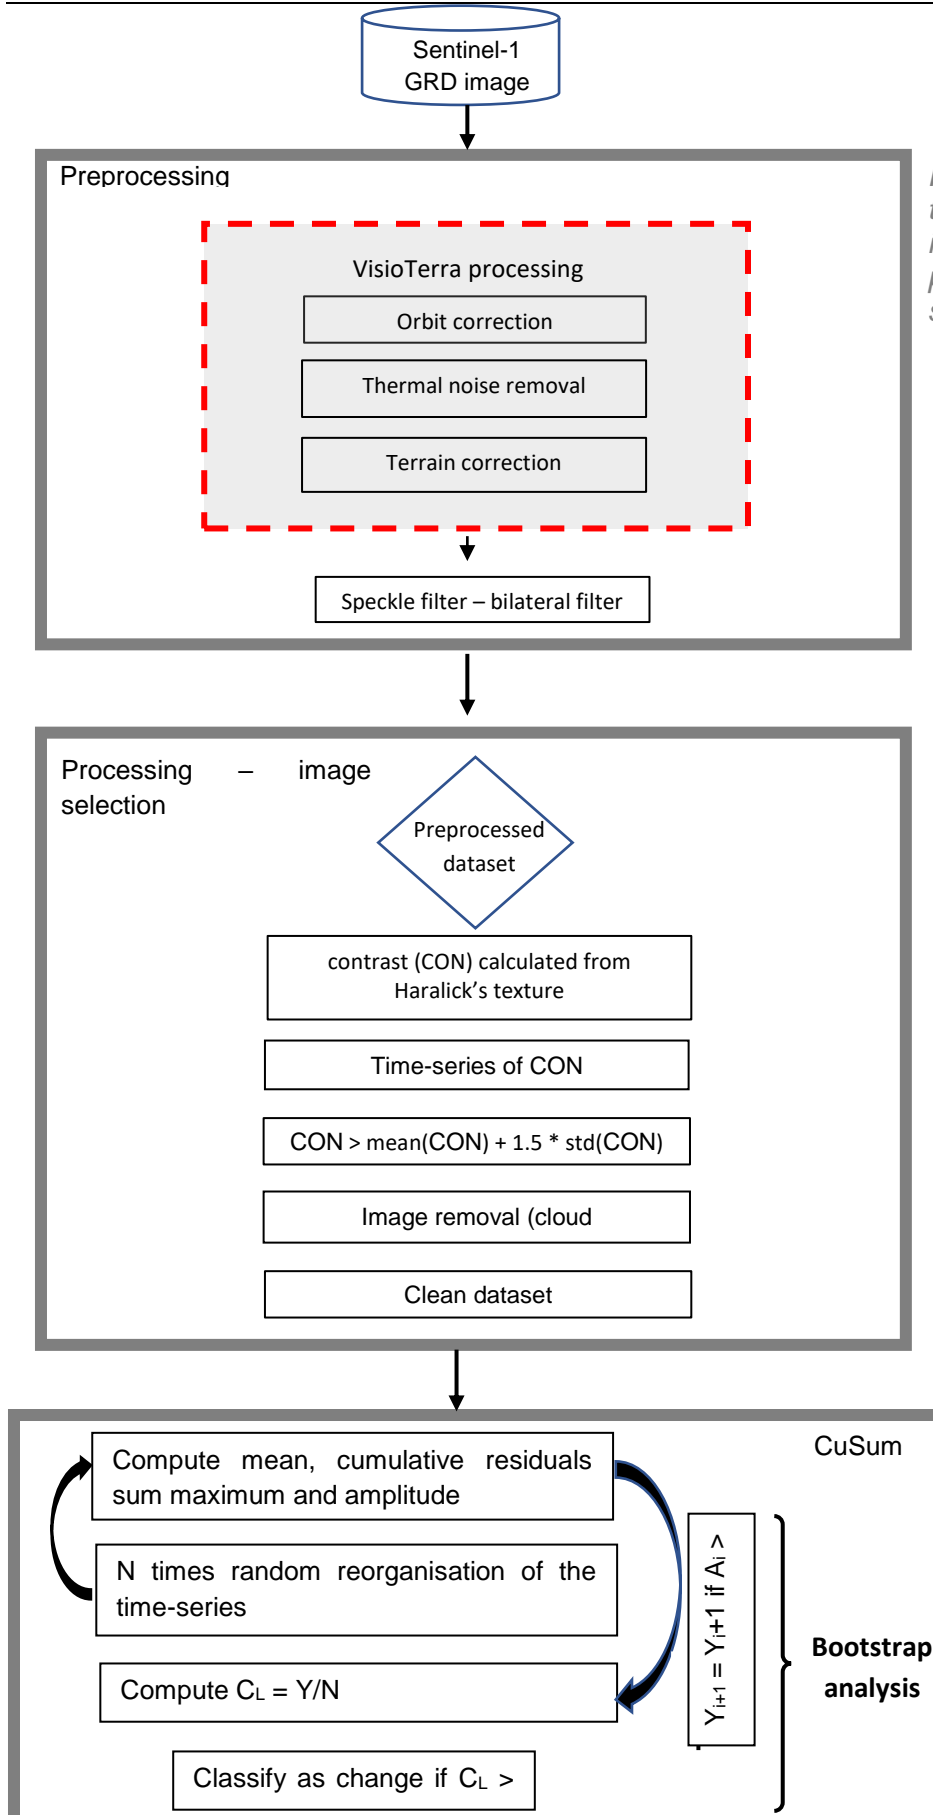 Sentinel-1
GRD image
Preprocessing
VisioTerra processing
Orbit correction
Thermal noise removal
Terrain correction
Speckle filter – bilateral filter
Processing – image
selection
Preprocessed
dataset
contrast (CON) calculated from
Haralick's texture
Time-series of CON
CON > mean(CON) + 1.5 * std(CON)
Image removal (cloud
Clean dataset
CuSum
Compute mean, cumulative residuals
sum maximum and amplitude
N times random reorganisation of the
time-series
Compute CL = Y/N
Classify as change if CL >
Yi+1 = Yi+1 if Ai >
Bootstrap
analysis